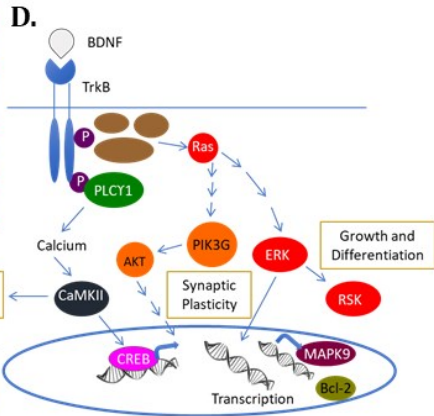 D.
BDNF
TrkB
P
Ras
P
PLCY1
Calcium
PIK3G
AKT
ERK
Growth and
Differentiation
CaMKII
Synaptic
Plasticity
RSK
CREB
MAPK9
Bcl-2
Transcription